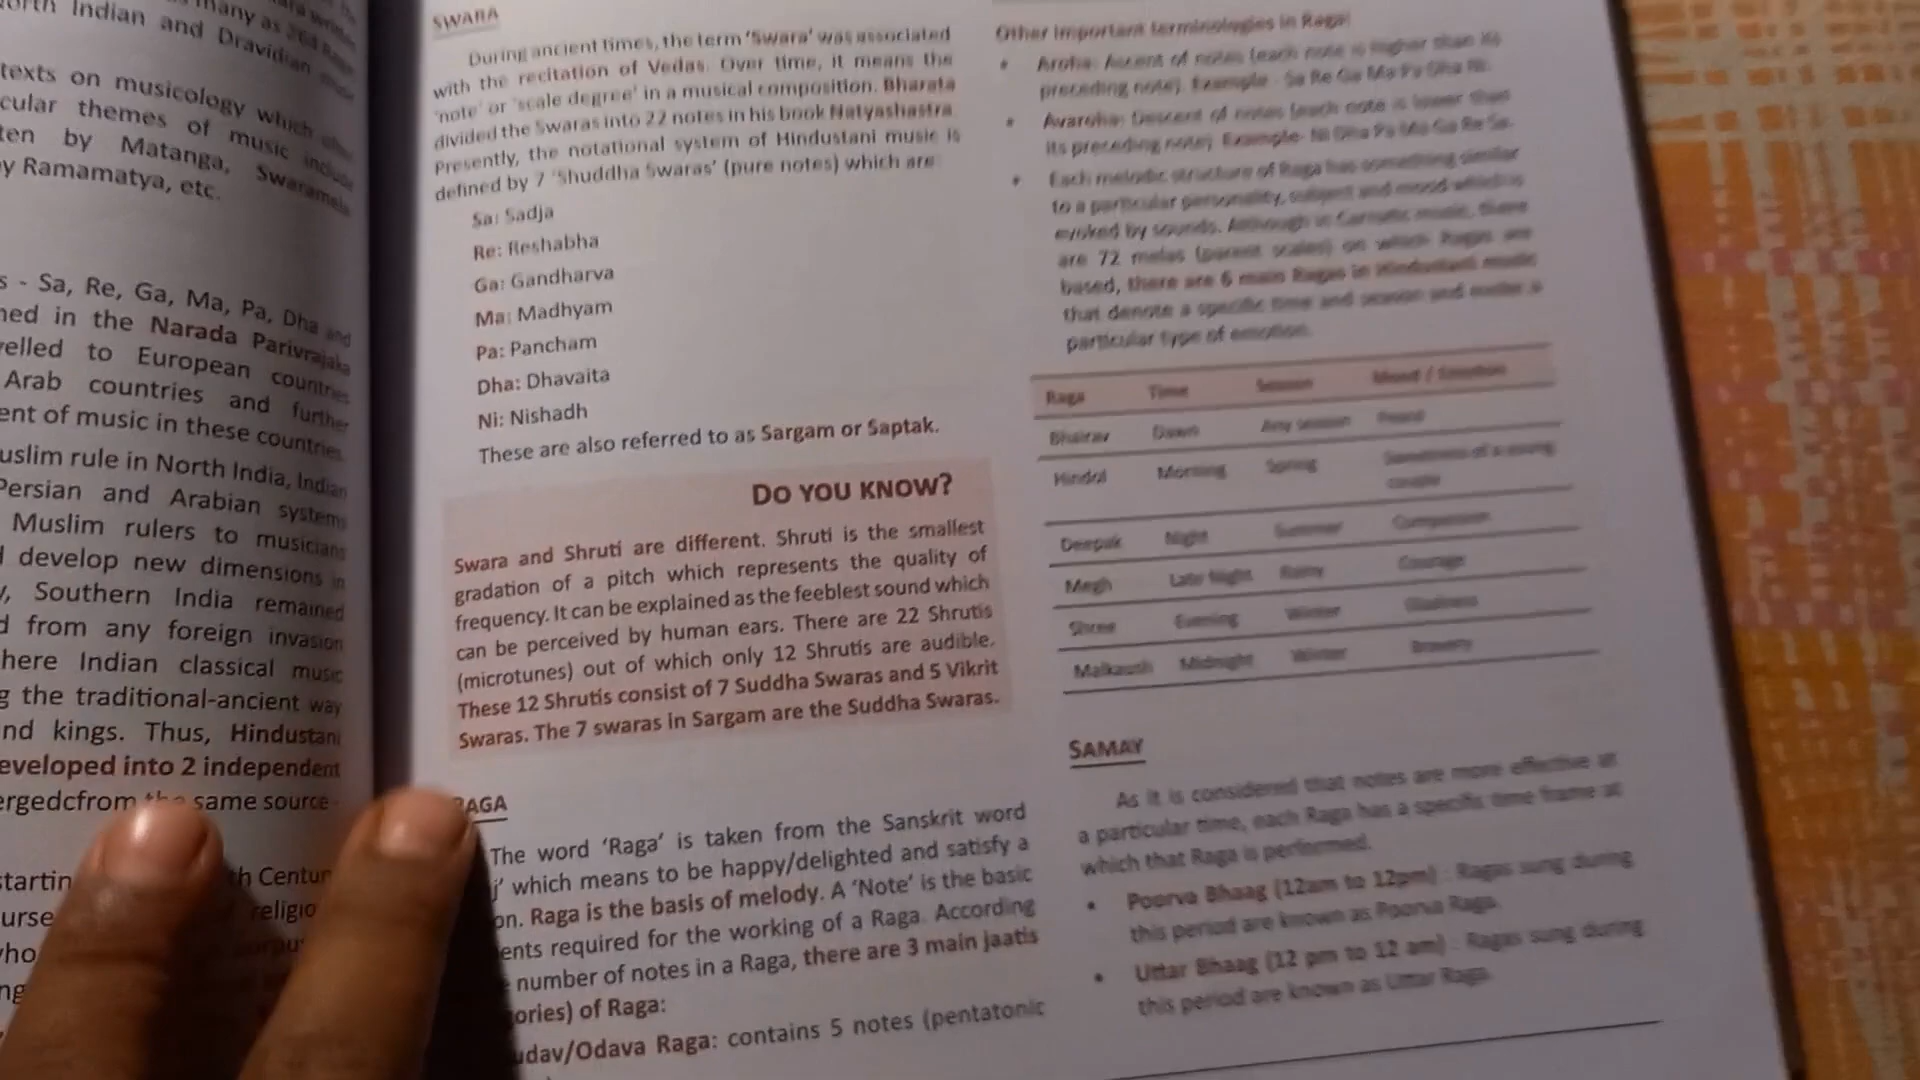 orth Indian and Dravidian music
texts on musicology which often
cular themes of music include
ten by Matanga, Swaramela
y Ramamatya, etc.
s - Sa, Re, Ga, Ma, Pa, Dha and
ned in the Narada Parivrajaka
velled to European countries
Arab countries and further
ent of music in these countries.
uslim rule in North India, Indian
Persian and Arabian systems
Muslim rulers to musicians
d develop new dimensions in
y, Southern India remained
d from any foreign invasion
here Indian classical music
g the traditional-ancient way
nd kings. Thus, Hindustani
eveloped into 2 independent
ergedcfrom the same source-
startin th Centur
urse religio
ho
ng
SWARA
During ancient times, the term 'Swara' was associated
with the recitation of Vedas. Over time, it means the
'note' or 'scale degree' in a musical composition. Bharata
divided the Swaras into 22 notes in his book Natyashastra.
Presently, the notational system of Hindustani music is
defined by 7 'Shuddha Swaras' (pure notes) which are
Sa: Sadja
Re: Reshabha
Ga: Gandharva
Ma: Madhyam
Pa: Pancham
Dha: Dhavaita
Ni: Nishadh
These are also referred to as Sargam or Saptak.
DO YOU KNOW?
Swara and Shruti are different. Shruti is the smallest
gradation of a pitch which represents the quality of
frequency. It can be explained as the feeblest sound which
can be perceived by human ears. There are 22 Shrutis
(microtunes) out of which only 12 Shrutis are audible.
These 12 Shrutis consist of 7 Suddha Swaras and 5 Vikrit
Swaras. The 7 swaras in Sargam are the Suddha Swaras.
RAGA
The word 'Raga' is taken from the Sanskrit word
j' which means to be happy/delighted and satisfy a
on. Raga is the basis of melody. A 'Note' is the basic
ents required for the working of a Raga. According
number of notes in a Raga, there are 3 main jaatis
ories) of Raga:
udav/Odava Raga: contains 5 notes (pentatonic
Other important terminologies in Raga:
• Aroha: Ascent of notes (each note is higher than its
preceding note). Example - Sa Re Ga Ma Pa Dha Ni.
• Avaroha: Descent of notes (each note is lower than
its preceding note). Example- Ni Dha Pa Ma Ga Re Sa.
• Each melodic structure of Raga has something similar
to a particular personality, subject and mood which is
evoked by sounds. Although in Carnatic music, there
are 72 melas (parent scales) on which Ragas are
based, there are 6 main Ragas in Hindustani music
that denote a specific time and season and evoke a
particular type of emotion.
Raga Time Season Mood / Emotion
Bhairav Dawn Any season Peace
Hindol Morning Spring Sweetness of a young
couple
Deepak Night Summer Compassion
Megh Late Night Rainy Courage
Shree Evening Winter Gladness
Malkaush Midnight Winter Bravery
SAMAY
As it is considered that notes are more effective at
a particular time, each Raga has a specific time frame at
which that Raga is performed.
• Poorva Bhaag (12am to 12pm) : Ragas sung during
this period are known as Poorva Raga.
• Uttar Bhaag (12 pm to 12 am) : Ragas sung during
this period are known as Uttar Raga.